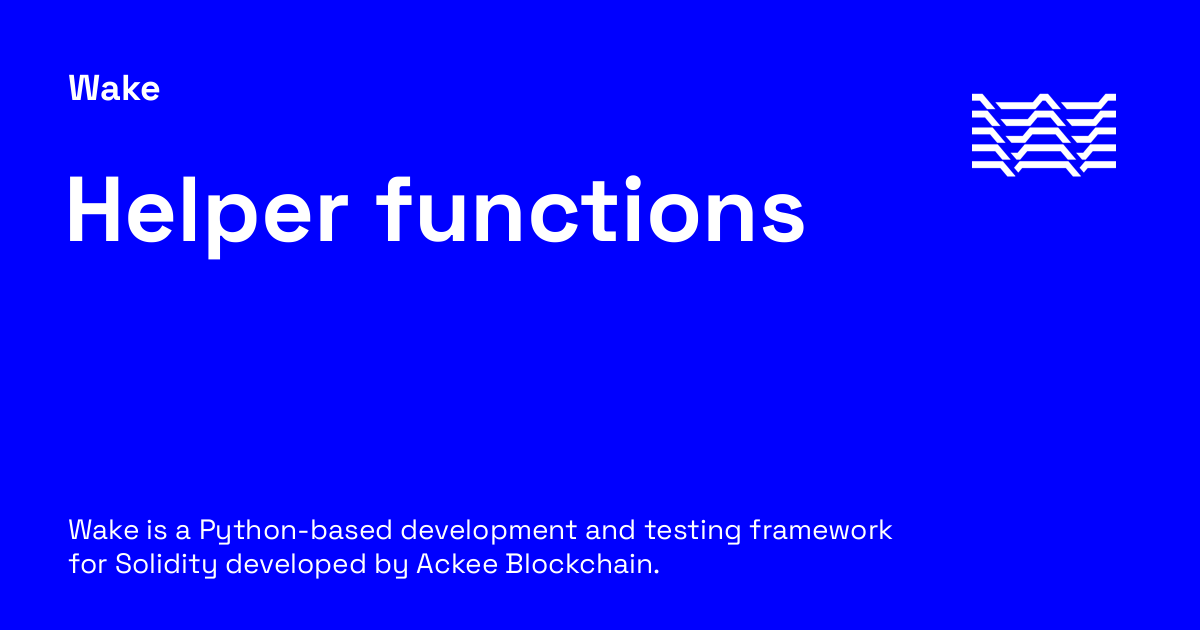 Wake
Helper functions
Wake is a Python-based development and testing framework
for Solidity developed by Ackee Blockchain.